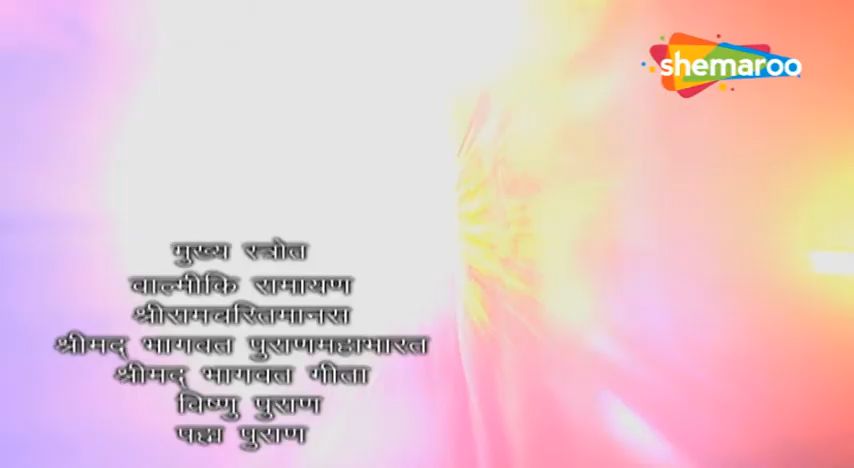 shemaroo
मुख्य स्त्रोत
वाल्मीकि रामायण
श्रीरामचरितमानस
श्रीमद् भागवत पुराणमहाभारत
श्रीमद् भागवत गीता
विष्णु पुराण
पद्म पुराण